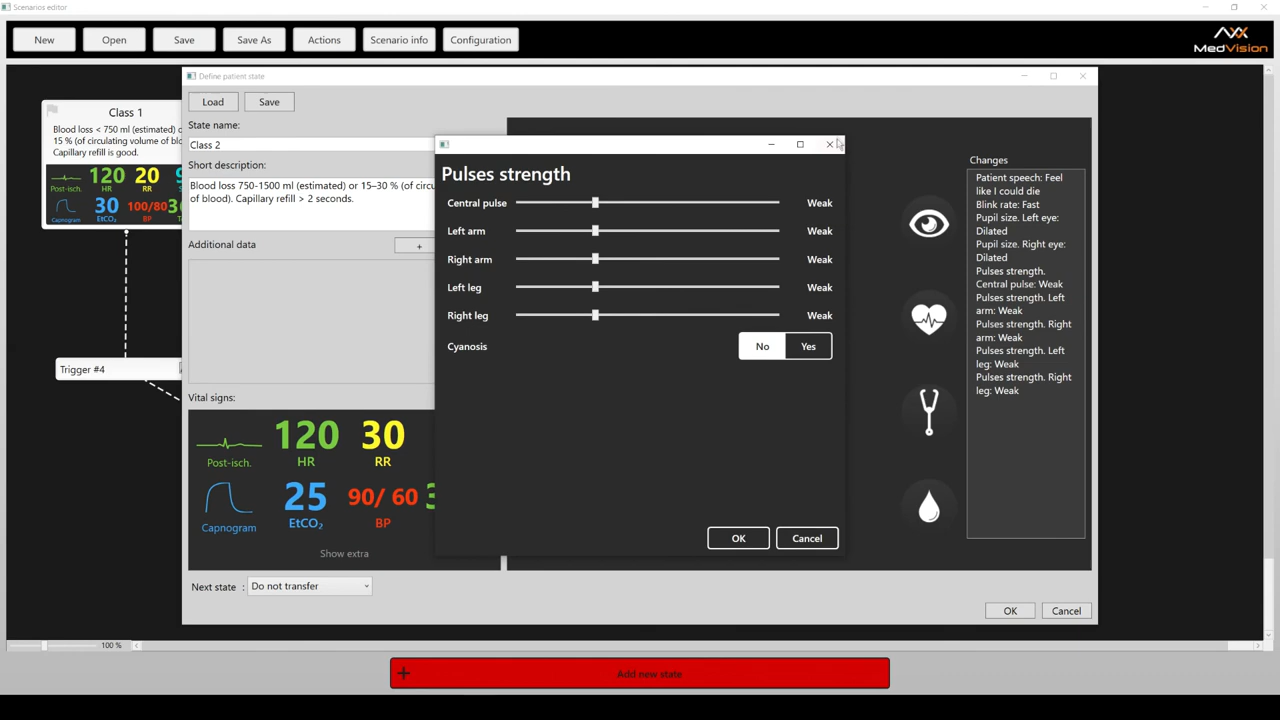 Scenarios editor
New
Open
Save
Save As
Actions
Scenario info
Configuration
MedVision
Class 1
Blood loss < 750 ml (estimated) o
15 % (of circulating volume of blo
Capillary refill is good.
Post-isch.
120
HR
20
RR
Capnogram
30
EtCO₂
100/80
BP
Trigger #4
Define patient state
Load
Save
State name:
Class 2
Short description:
Blood loss 750-1500 ml (estimated) or 15–30 % (of circu
of blood). Capillary refill > 2 seconds.
Additional data
+
Vital signs:
Post-isch.
120
HR
30
RR
Capnogram
25
EtCO₂
90/ 60
BP
Show extra
Next state :
Do not transfer
Pulses strength
Central pulse
Weak
Left arm
Weak
Right arm
Weak
Left leg
Weak
Right leg
Weak
Cyanosis
No
Yes
OK
Cancel
Changes
Patient speech: Feel
like I could die
Blink rate: Fast
Pupil size. Left eye:
Dilated
Pupil size. Right eye:
Dilated
Pulses strength.
Central pulse: Weak
Pulses strength. Left
arm: Weak
Pulses strength. Right
arm: Weak
Pulses strength. Left
leg: Weak
Pulses strength. Right
leg: Weak
OK
Cancel
100 %
+
Add new state